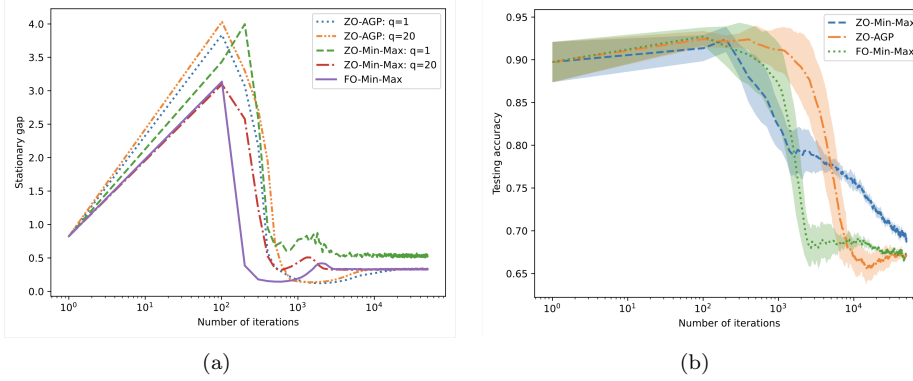 4.0
3.5
3.0
2.5
2.0
1.5
1.0
0.5
0.0
Stationary gap
10^0
10^1
10^2
10^3
10^4
Number of iterations
ZO-AGP: q=1
ZO-AGP: q=20
ZO-Min-Max: q=1
ZO-Min-Max: q=20
FO-Min-Max
(a)
0.95
0.90
0.85
0.80
0.75
0.70
0.65
Testing accuracy
10^0
10^1
10^2
10^3
10^4
Number of iterations
ZO-Min-Max
ZO-AGP
FO-Min-Max
(b)